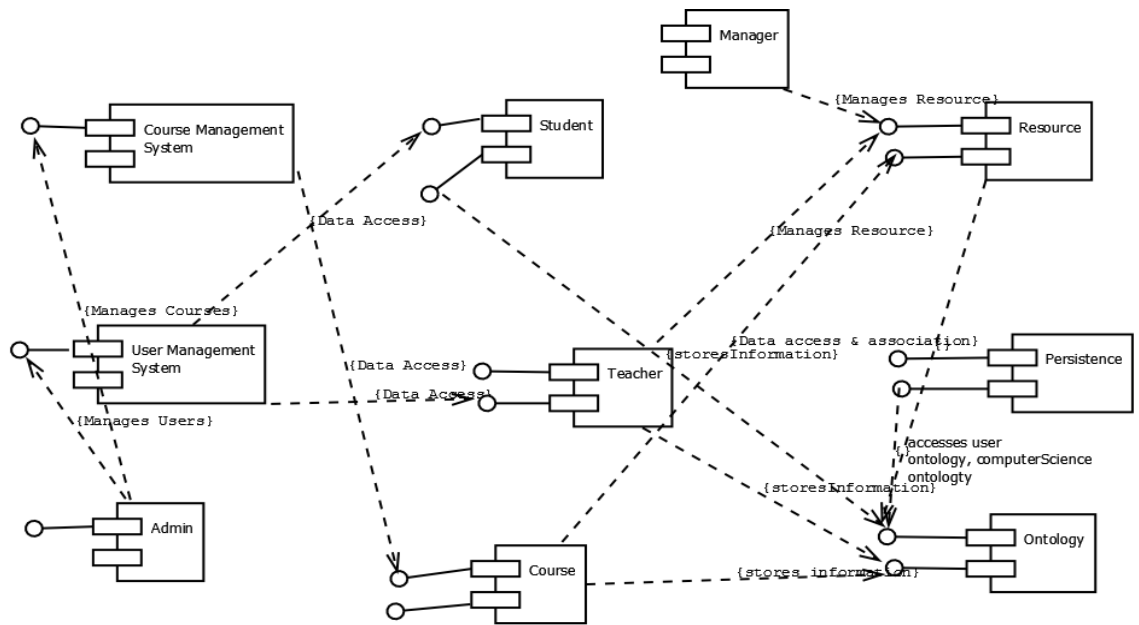 Manager
{Manages Resource}
Course Management
System
Student
Resource
{Data Access}
{Manages Resource}
{Manages Courses}
User Management
System
{Data access & association}
{}
{storesInformation}
Persistence
{Data Access}
Teacher
{Data Access}
{Manages Users}
accesses user
{}
ontology, computerScience
ontologty
{storesInformation}
Admin
Ontology
Course
{stores information}